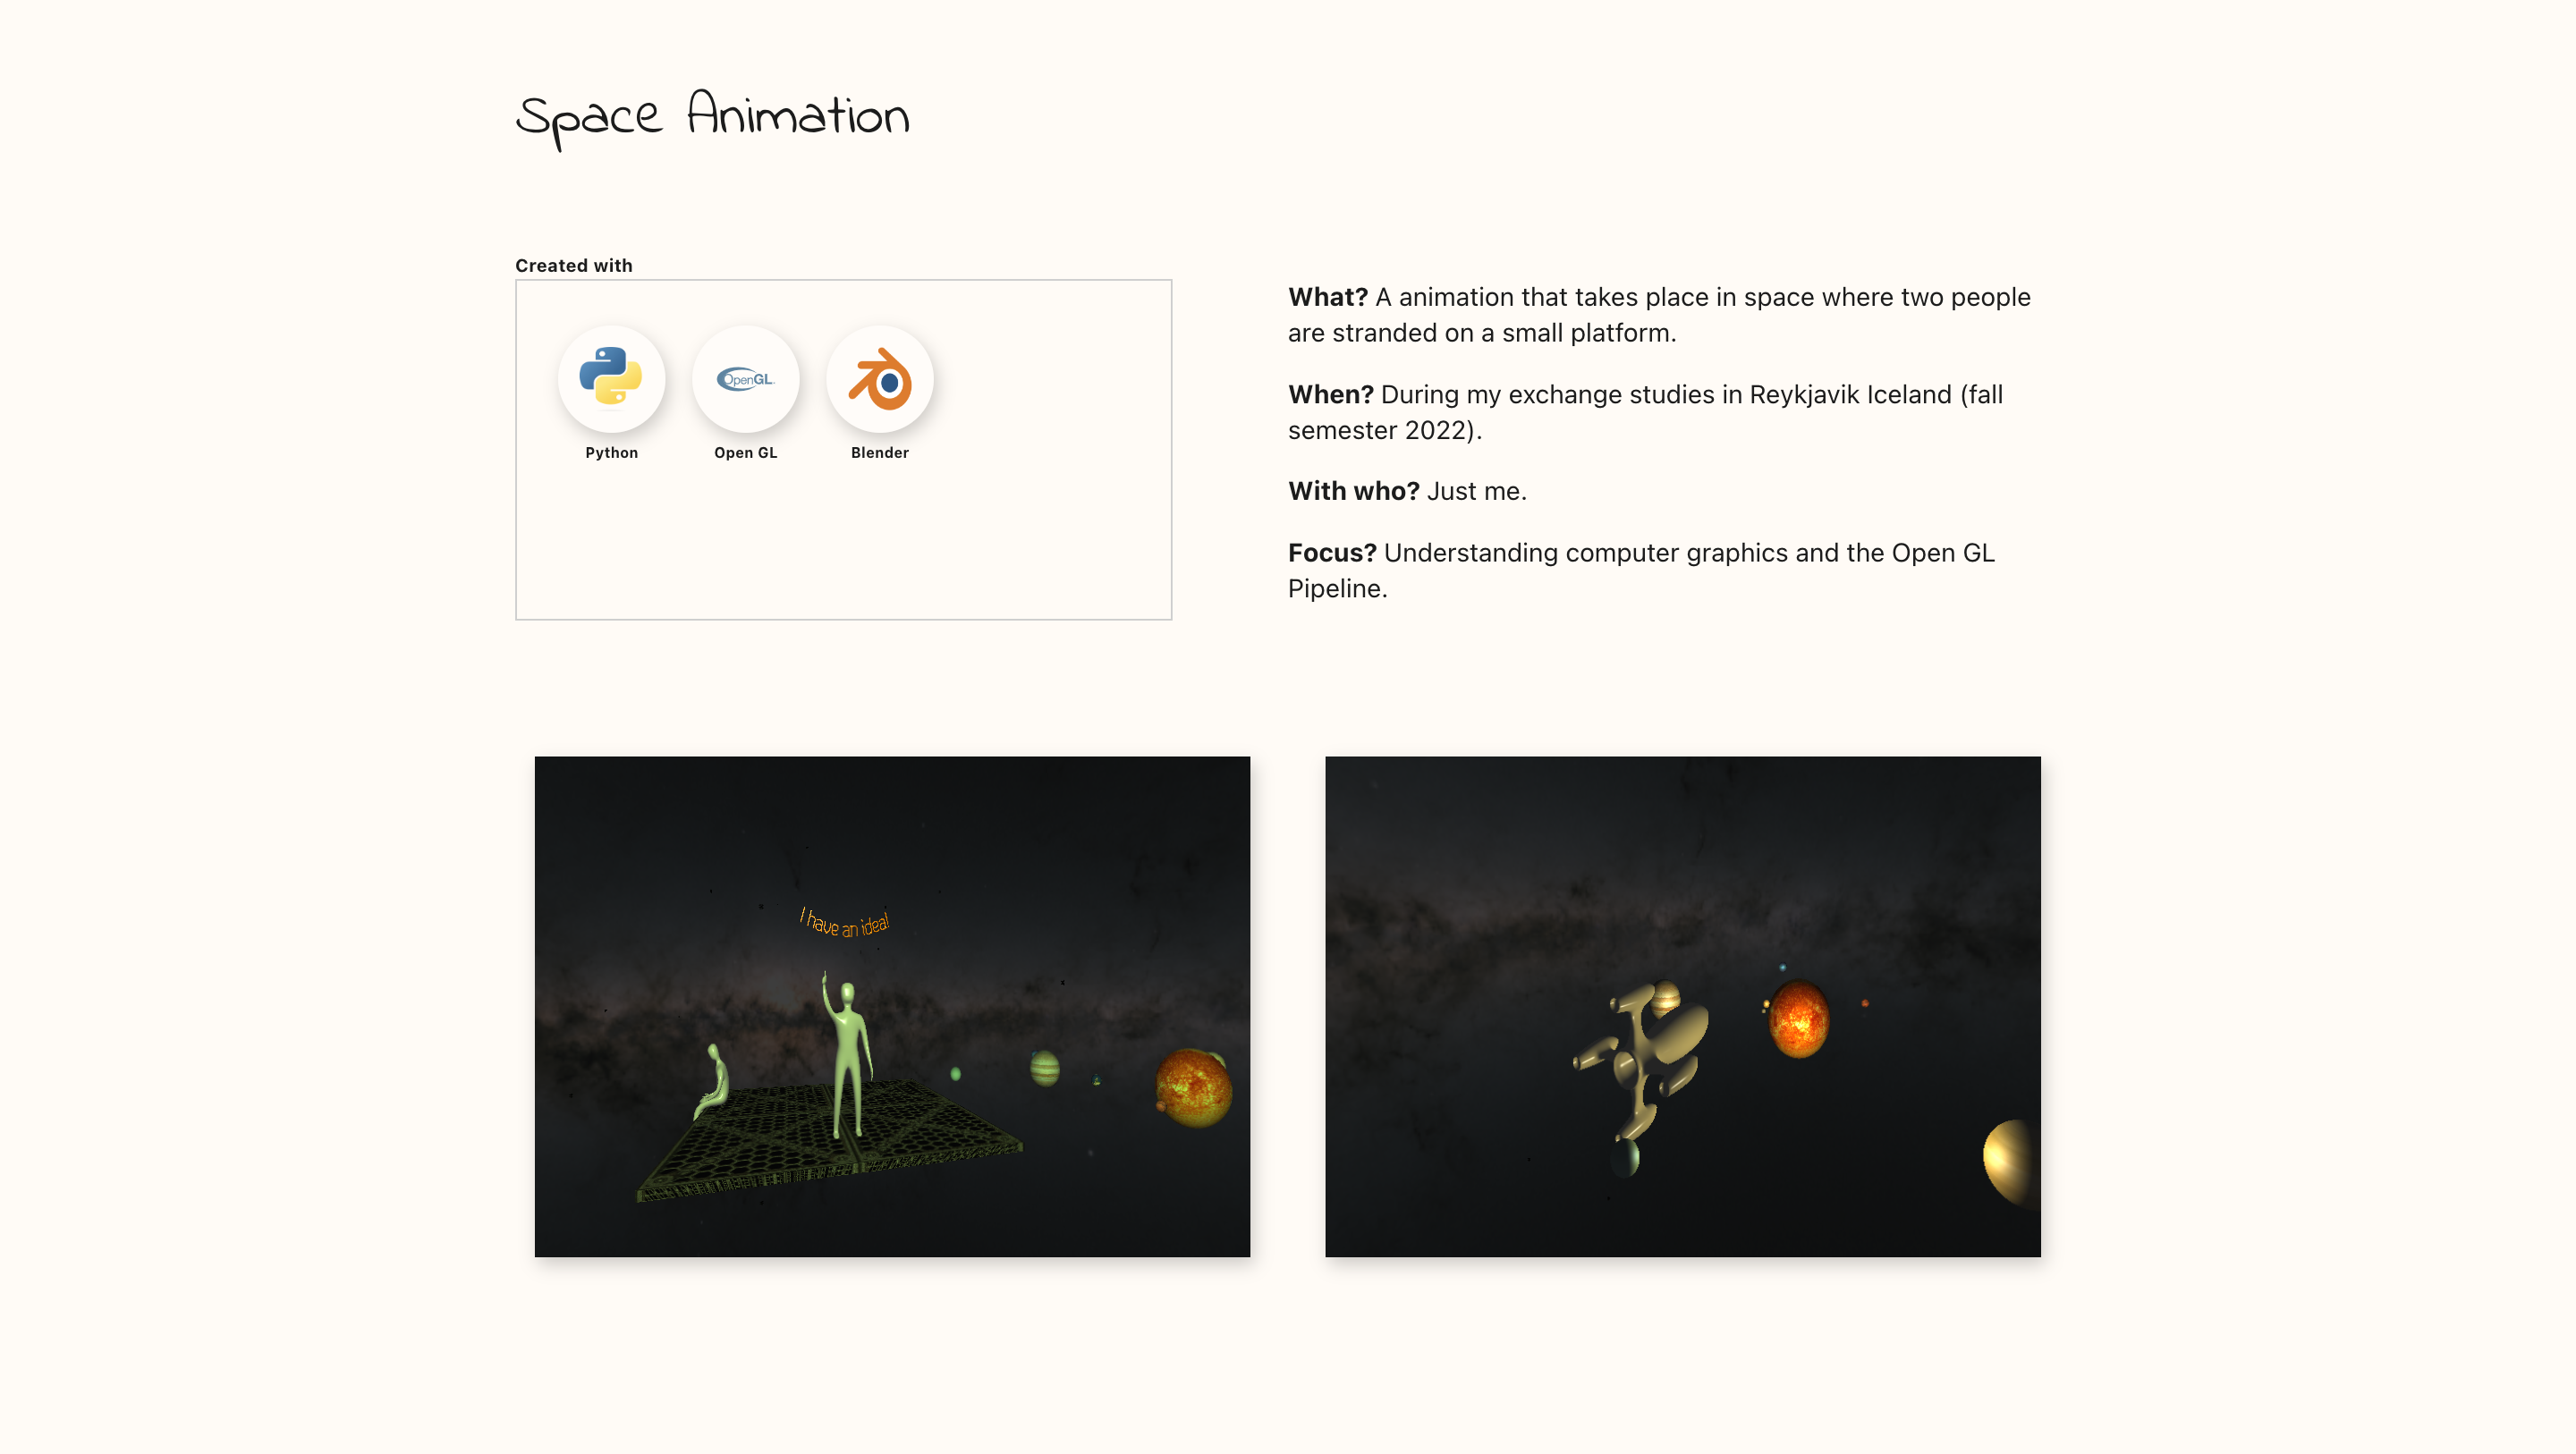 Space Animation
Created with
OpenGL
Python
Open GL
Blender
What? A animation that takes place in space where two people
are stranded on a small platform.
When? During my exchange studies in Reykjavik Iceland (fall
semester 2022).
With who? Just me.
Focus? Understanding computer graphics and the Open GL
Pipeline.
I have an idea!